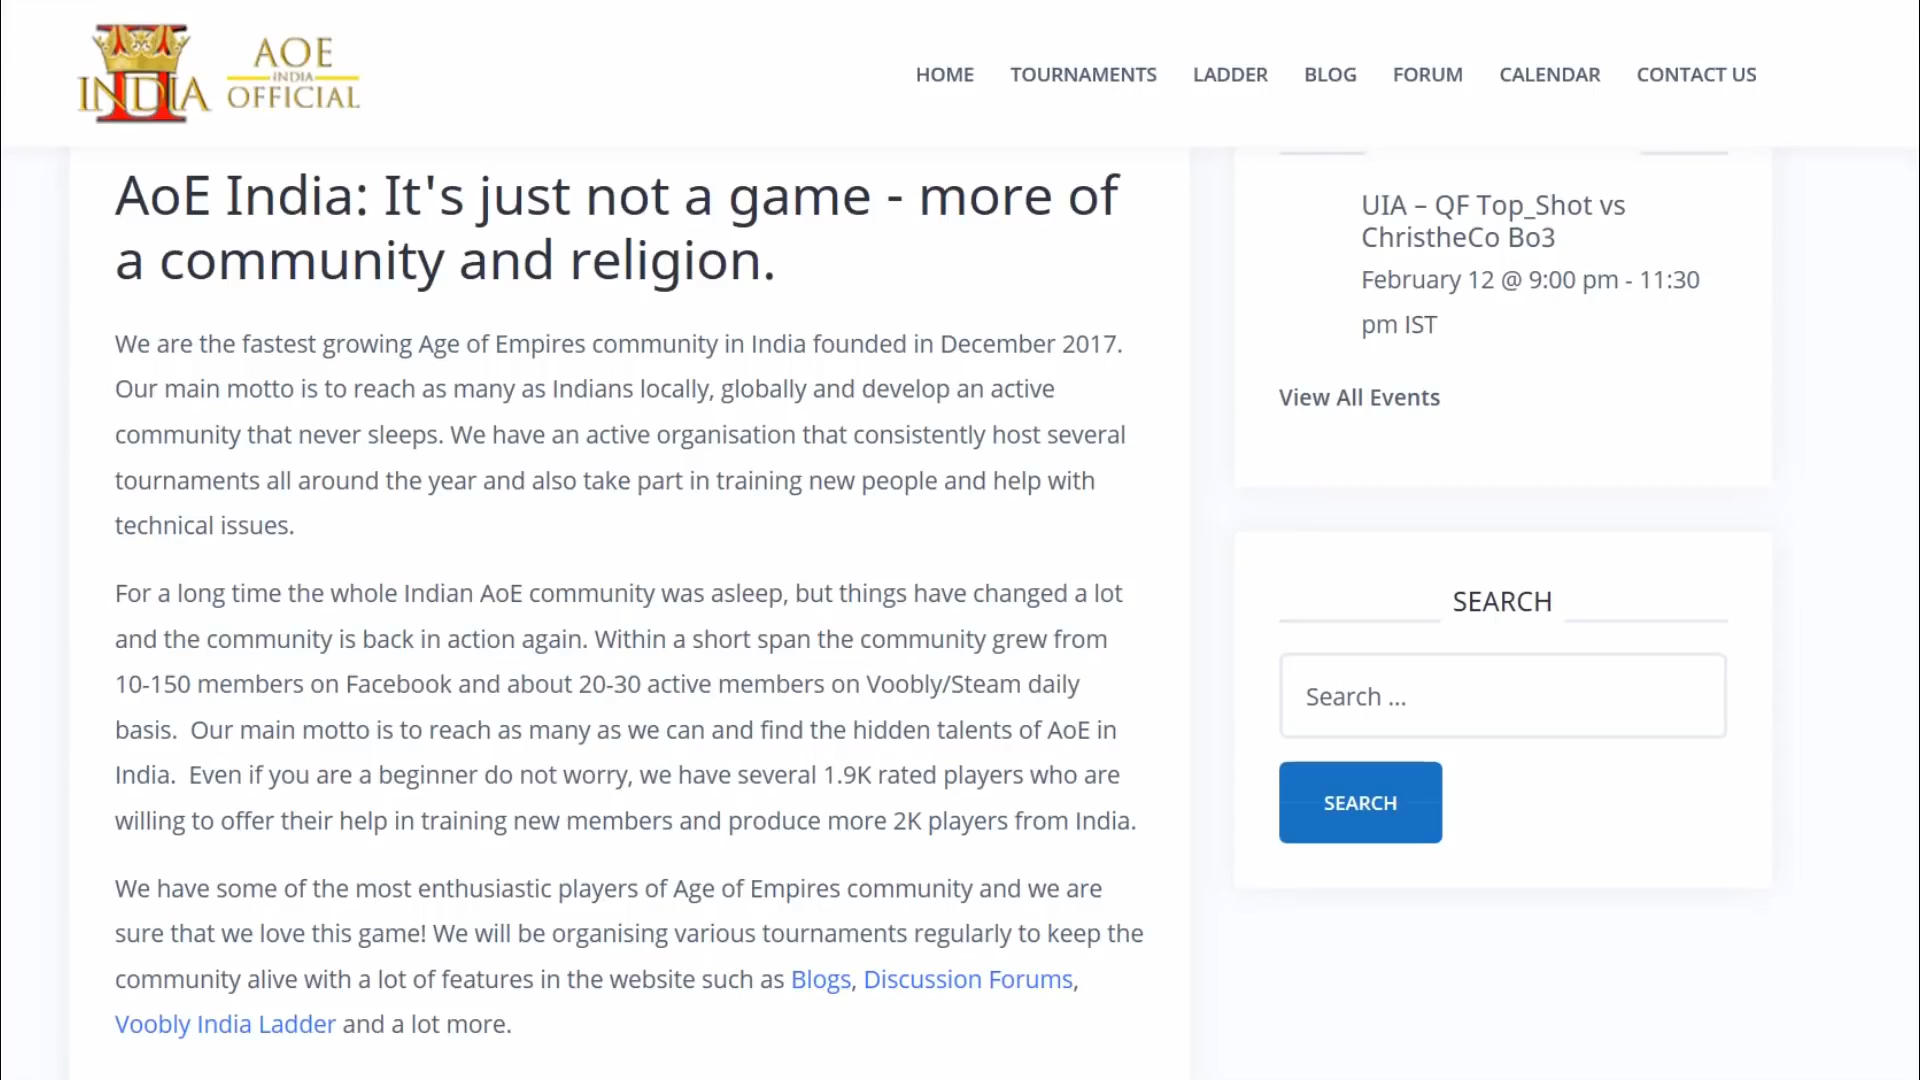 INDIA
AOE
INDIA
OFFICIAL
HOME TOURNAMENTS LADDER BLOG FORUM CALENDAR CONTACT US
AoE India: It's just not a game - more of
a community and religion.
We are the fastest growing Age of Empires community in India founded in December 2017.
Our main motto is to reach as many as Indians locally, globally and develop an active
community that never sleeps. We have an active organisation that consistently host several
tournaments all around the year and also take part in training new people and help with
technical issues.
For a long time the whole Indian AoE community was asleep, but things have changed a lot
and the community is back in action again. Within a short span the community grew from
10-150 members on Facebook and about 20-30 active members on Voobly/Steam daily
basis.  Our main motto is to reach as many as we can and find the hidden talents of AoE in
India.  Even if you are a beginner do not worry, we have several 1.9K rated players who are
willing to offer their help in training new members and produce more 2K players from India.
We have some of the most enthusiastic players of Age of Empires community and we are
sure that we love this game! We will be organising various tournaments regularly to keep the
community alive with a lot of features in the website such as Blogs, Discussion Forums,
Voobly India Ladder and a lot more.
UIA – QF Top_Shot vs
ChristheCo Bo3
February 12 @ 9:00 pm - 11:30
pm IST
View All Events
SEARCH
Search ...
SEARCH